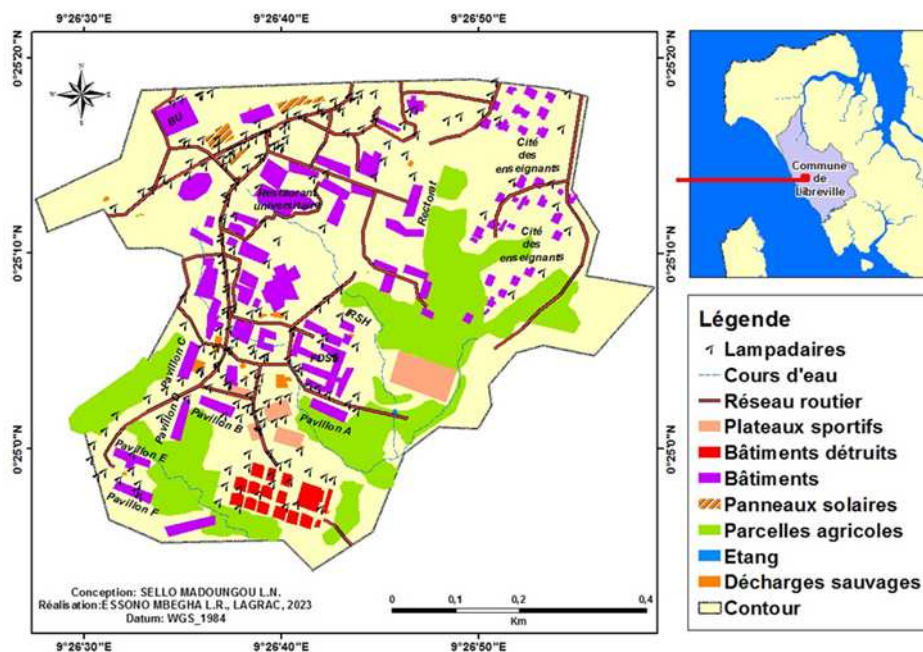 9°26'30"E
9°26'40"E
9°26'50"E
0°25'20"N
0°25'20"N
BU
Cité
des
enseignants
Commune
de
Libreville
Restaurant
universitaire
Rectorat
0°25'10"N
0°25'10"N
Cité
des
enseignants
IRSH
FDSS
Pavillon C
Pavillon D
Pavillon B
Pavillon A
Pavillon E
Pavillon F
0°25'0"N
0°25'0"N
Légende
Lampadaires
Cours d'eau
Réseau routier
Plateaux sportifs
Bâtiments détruits
Bâtiments
Panneaux solaires
Parcelles agricoles
Etang
Décharges sauvages
Contour
Conception: SELLO MADOUNGOU L.N.
Réalisation:ESSONO MBEGHA L.R., LAGRAC, 2023
Datum: WGS_1984
0
0,1
0,2
0,4
Km
9°26'30"E
9°26'40"E
9°26'50"E